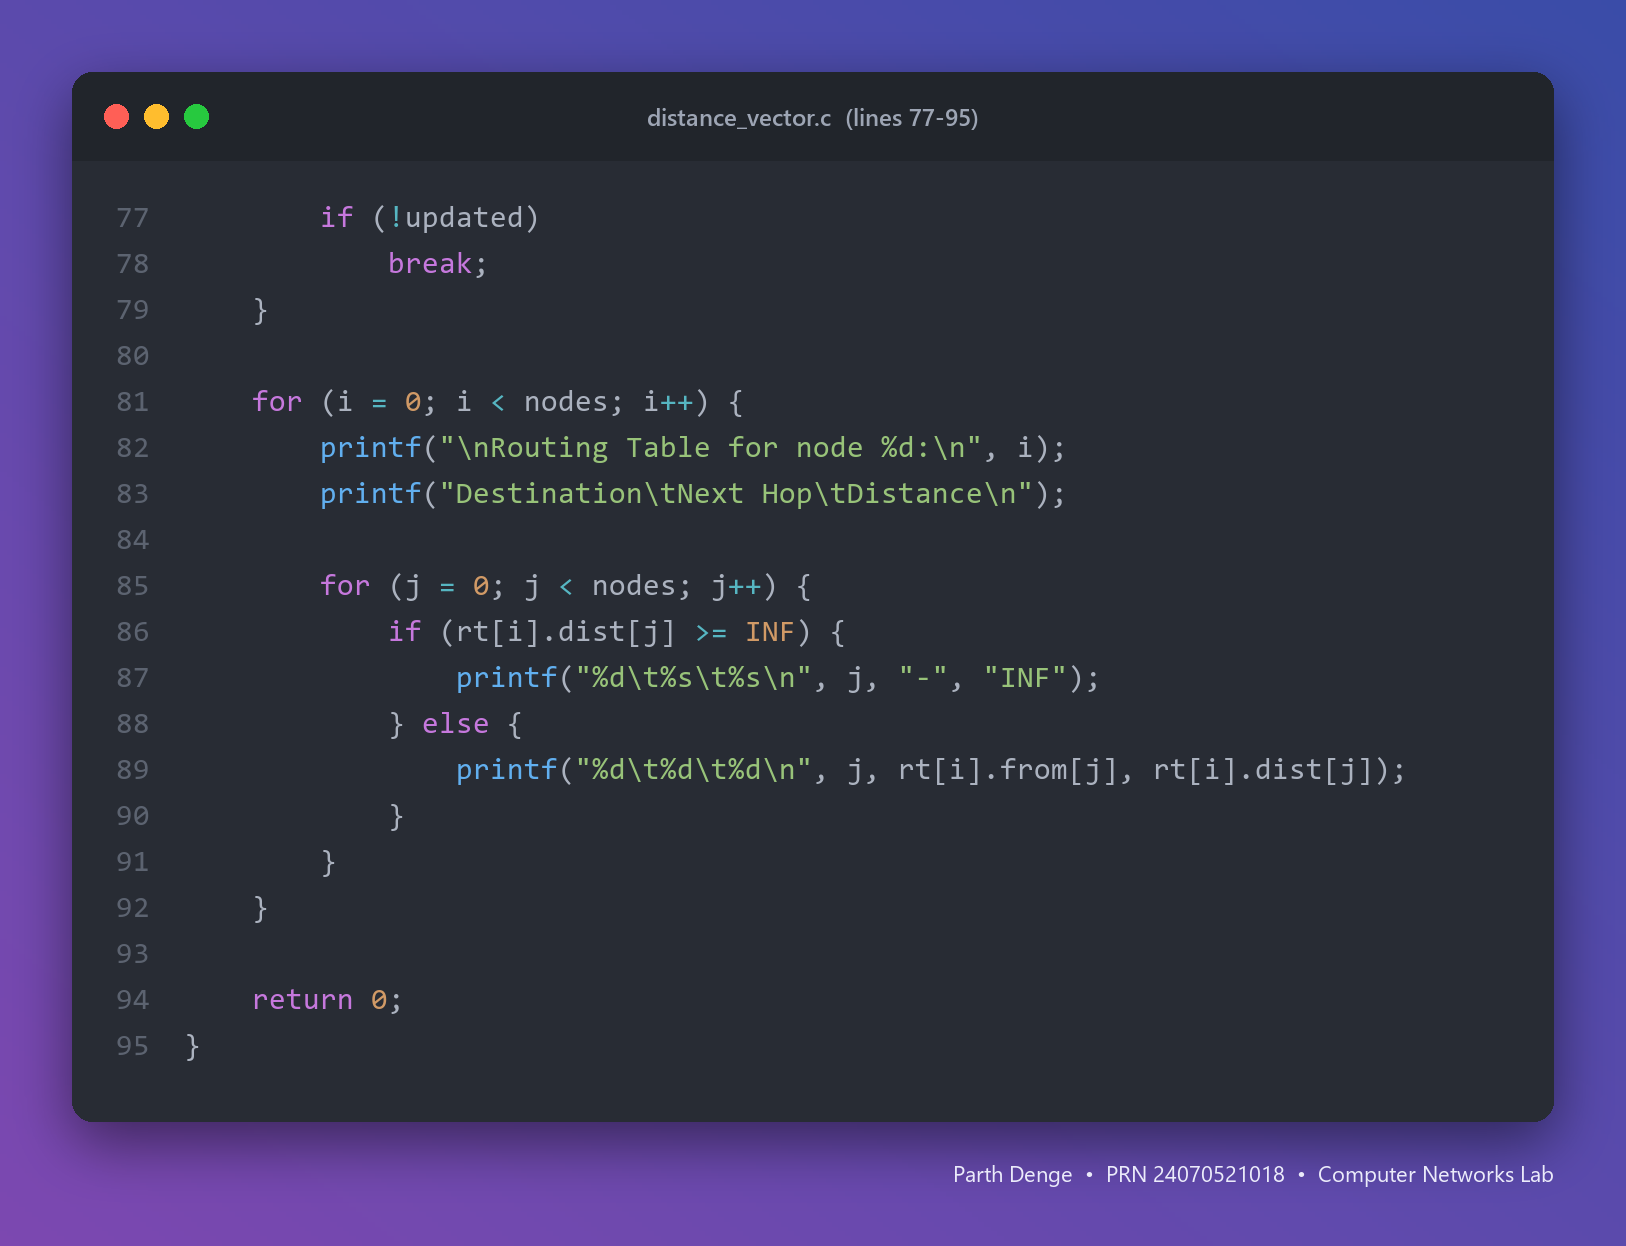 distance_vector.c (lines 77-95)
77         if (!updated)
78             break;
79     }
80
81     for (i = 0; i < nodes; i++) {
82         printf("\nRouting Table for node %d:\n", i);
83         printf("Destination\tNext Hop\tDistance\n");
84
85         for (j = 0; j < nodes; j++) {
86             if (rt[i].dist[j] >= INF) {
87                 printf("%d\t%s\t%s\n", j, "-", "INF");
88             } else {
89                 printf("%d\t%d\t%d\n", j, rt[i].from[j], rt[i].dist[j]);
90             }
91         }
92     }
93
94     return 0;
95 }
Parth Denge • PRN 24070521018 • Computer Networks Lab